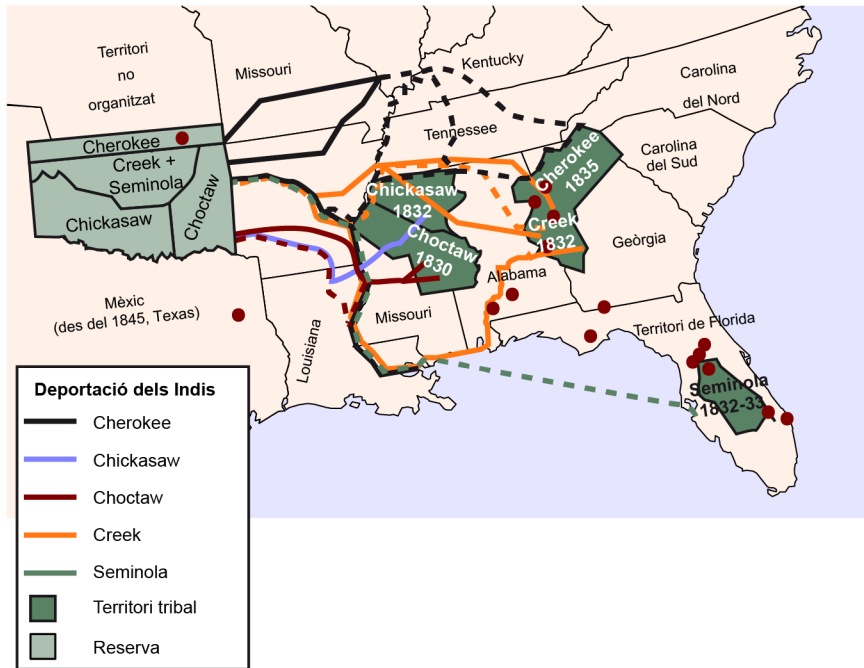 Territori
no
organitzat
Missouri
Kentucky
Carolina
del Nord
Tennessee
Carolina
del Sud
Cherokee
Creek +
Seminola
Chickasaw
Choctaw
Cherokee
1835
Chickasaw
1832
Creek
1832
Choctaw
1830
Geòrgia
Alabama
Mèxic
(des del 1845, Texas)
Missouri
Louisiana
Territori de Florida
Seminola
1832-33
Deportació dels Indis
Cherokee
Chickasaw
Choctaw
Creek
Seminola
Territori tribal
Reserva